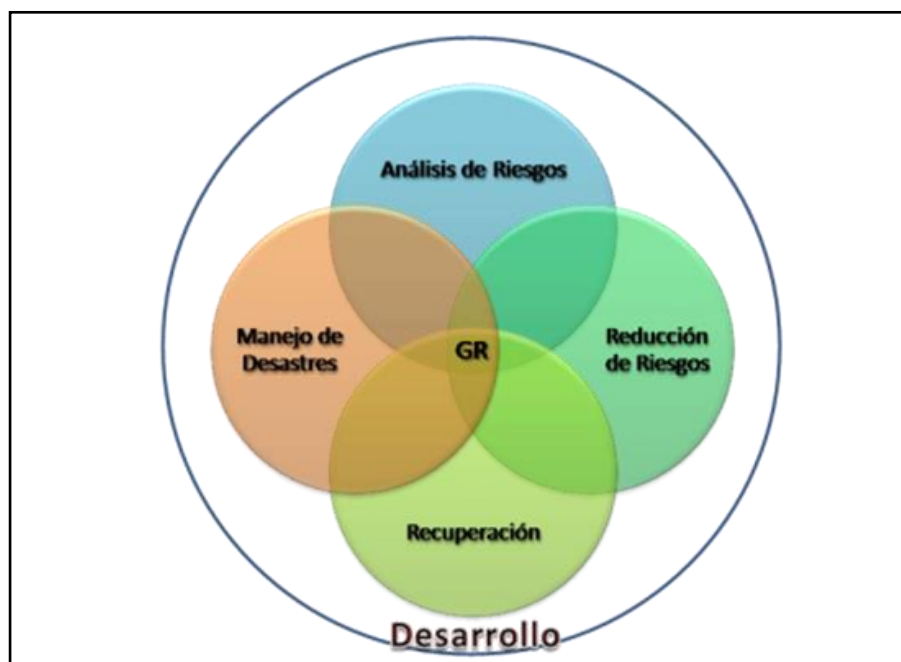 Análisis de Riesgos
Manejo de
Desastres
GR
Reducción
de Riesgos
Recuperación
Desarrollo